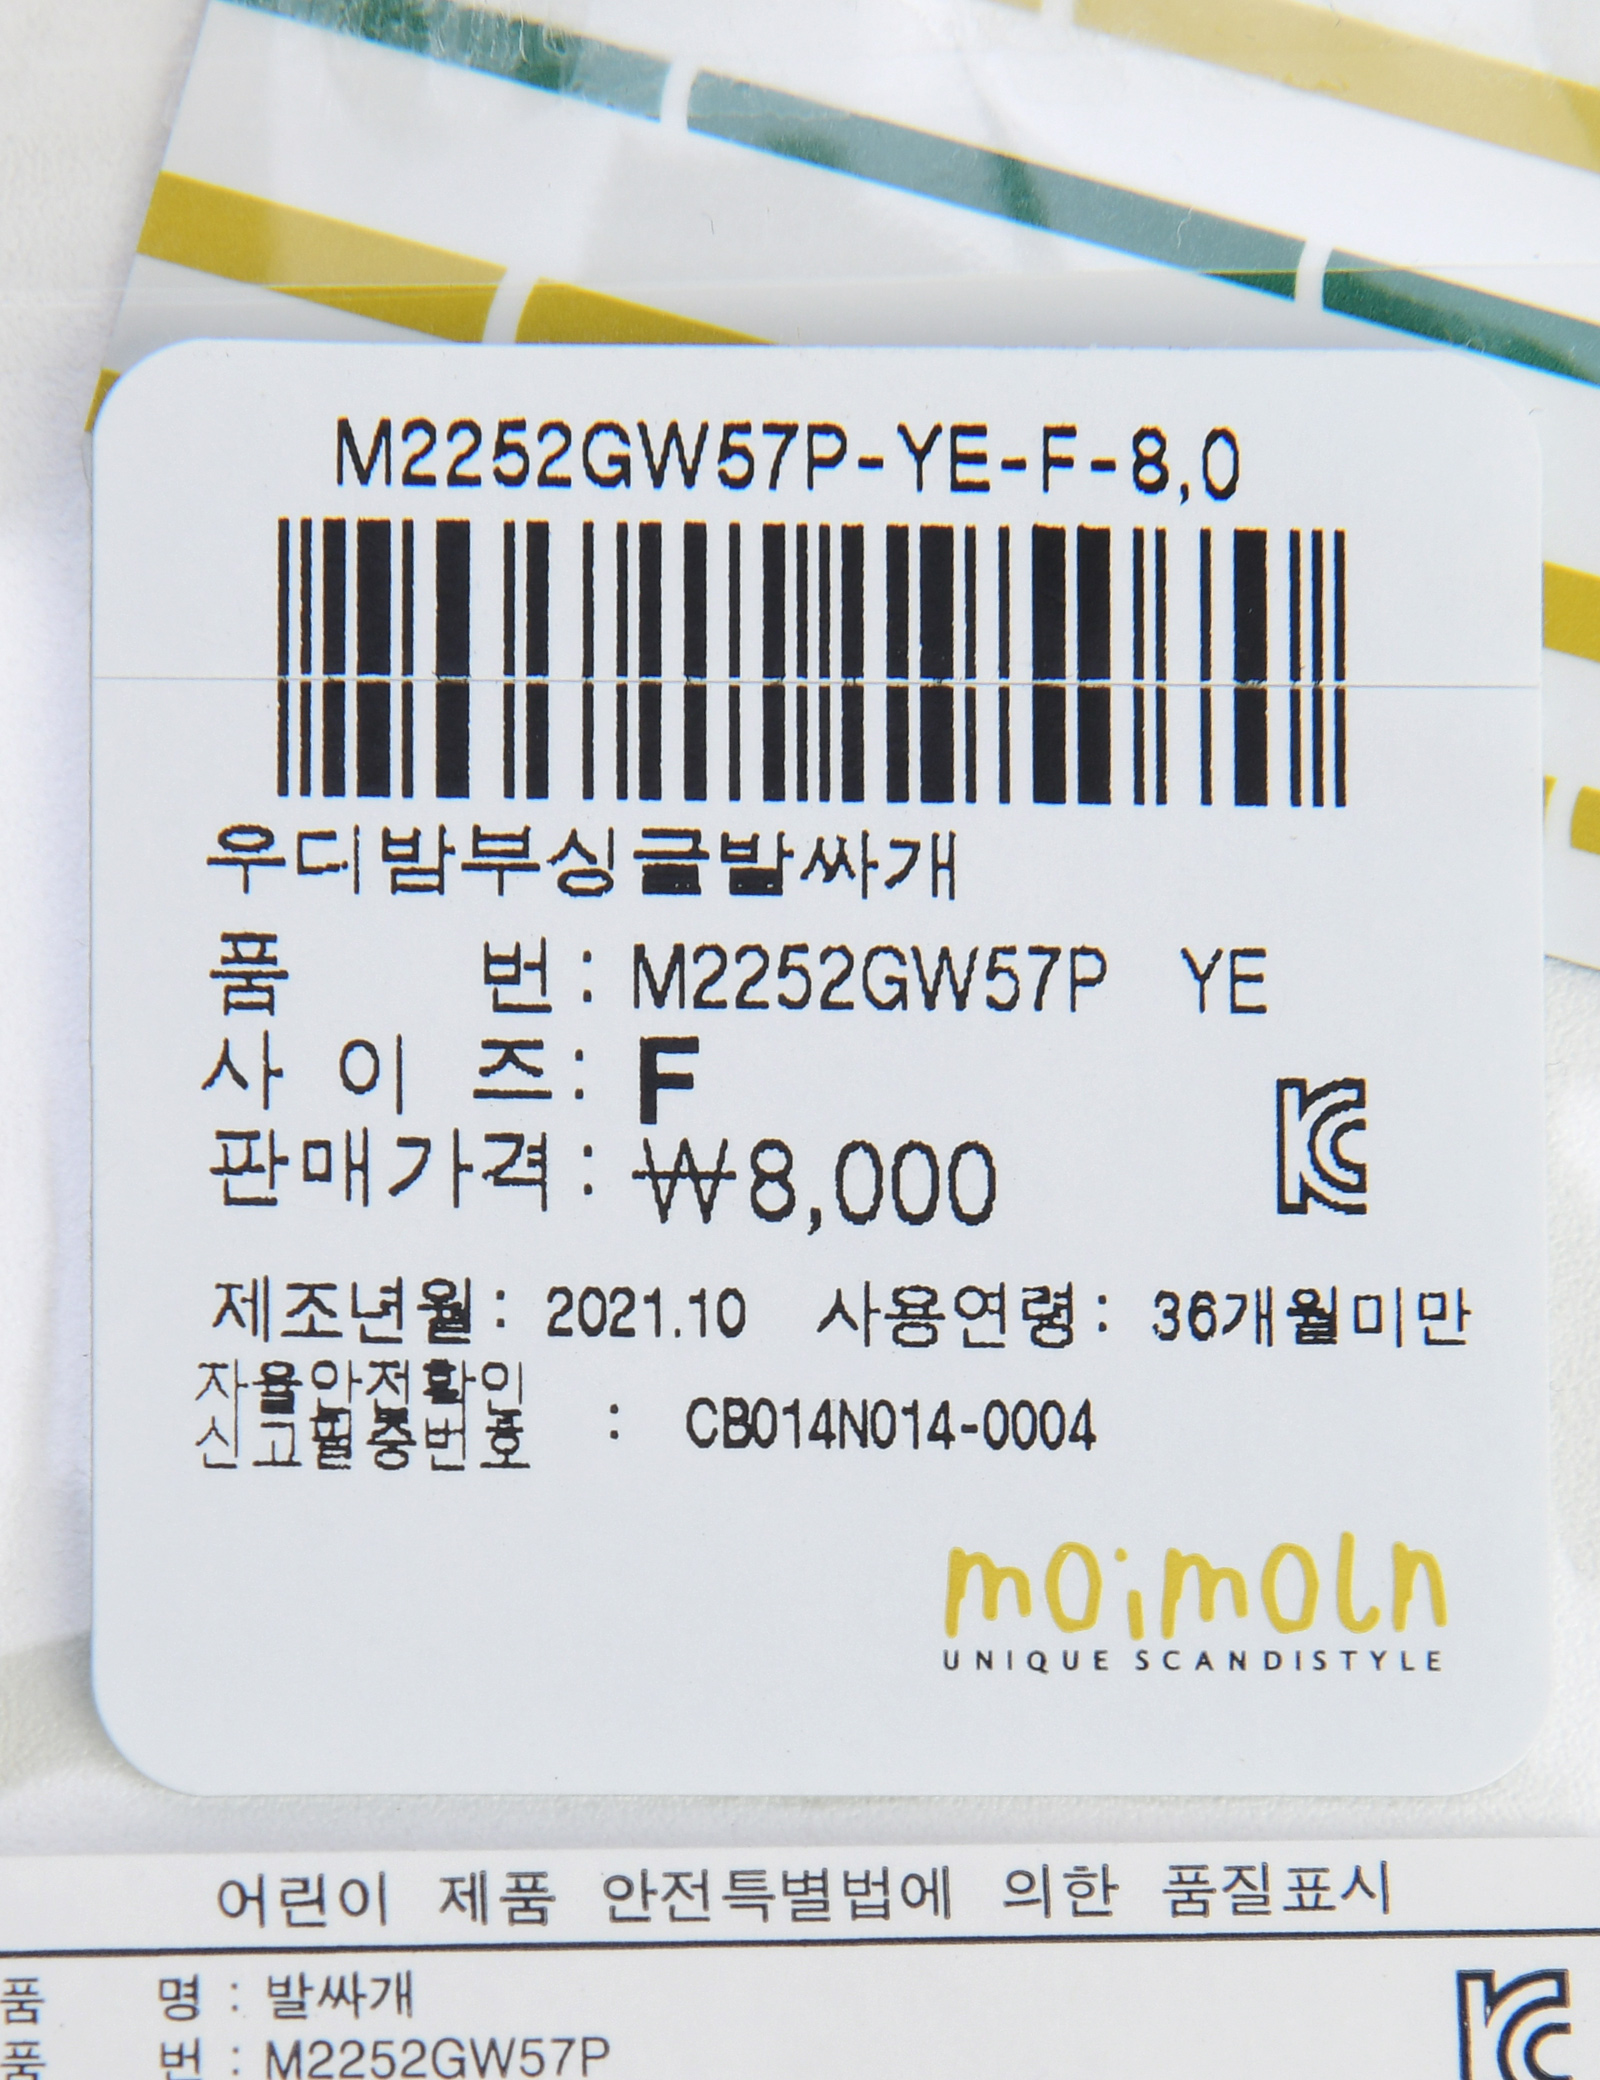 M2252GW57P-YE-F-8,0
우디밤부싱글발싸개
품 번 : M2252GW57P YE
사 이 즈 : F
판매가격 : ₩8,000
제조년월 : 2021.10 사용연령 : 36개월미만
자율안전확인
신고필증번호 : CB014N014-0004
moimoln
UNIQUE SCANDISTYLE
어린이 제품 안전특별법에 의한 품질표시
품 명 : 발싸개
품 번 : M2252GW57P